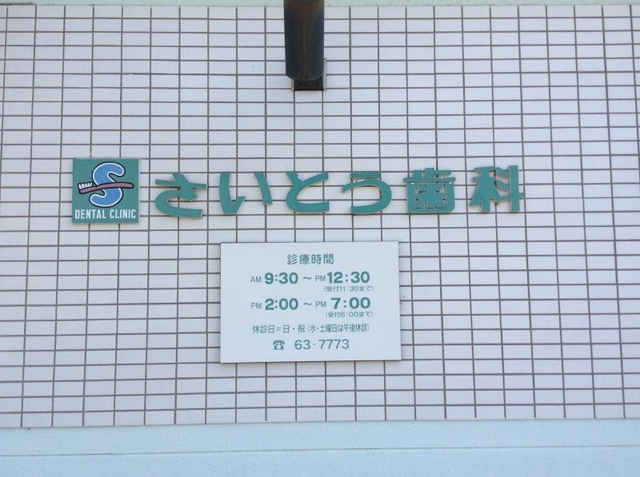 S
DENTAL CLINIC
さいとう歯科
診療時間
AM 9:30 ～ PM 12:30
(受付11:30まで)
PM 2:00 ～ PM 7:00
(受付6:00まで)
休診日＝日・祝(水・土曜日は午後休診)
☎ 63-7773